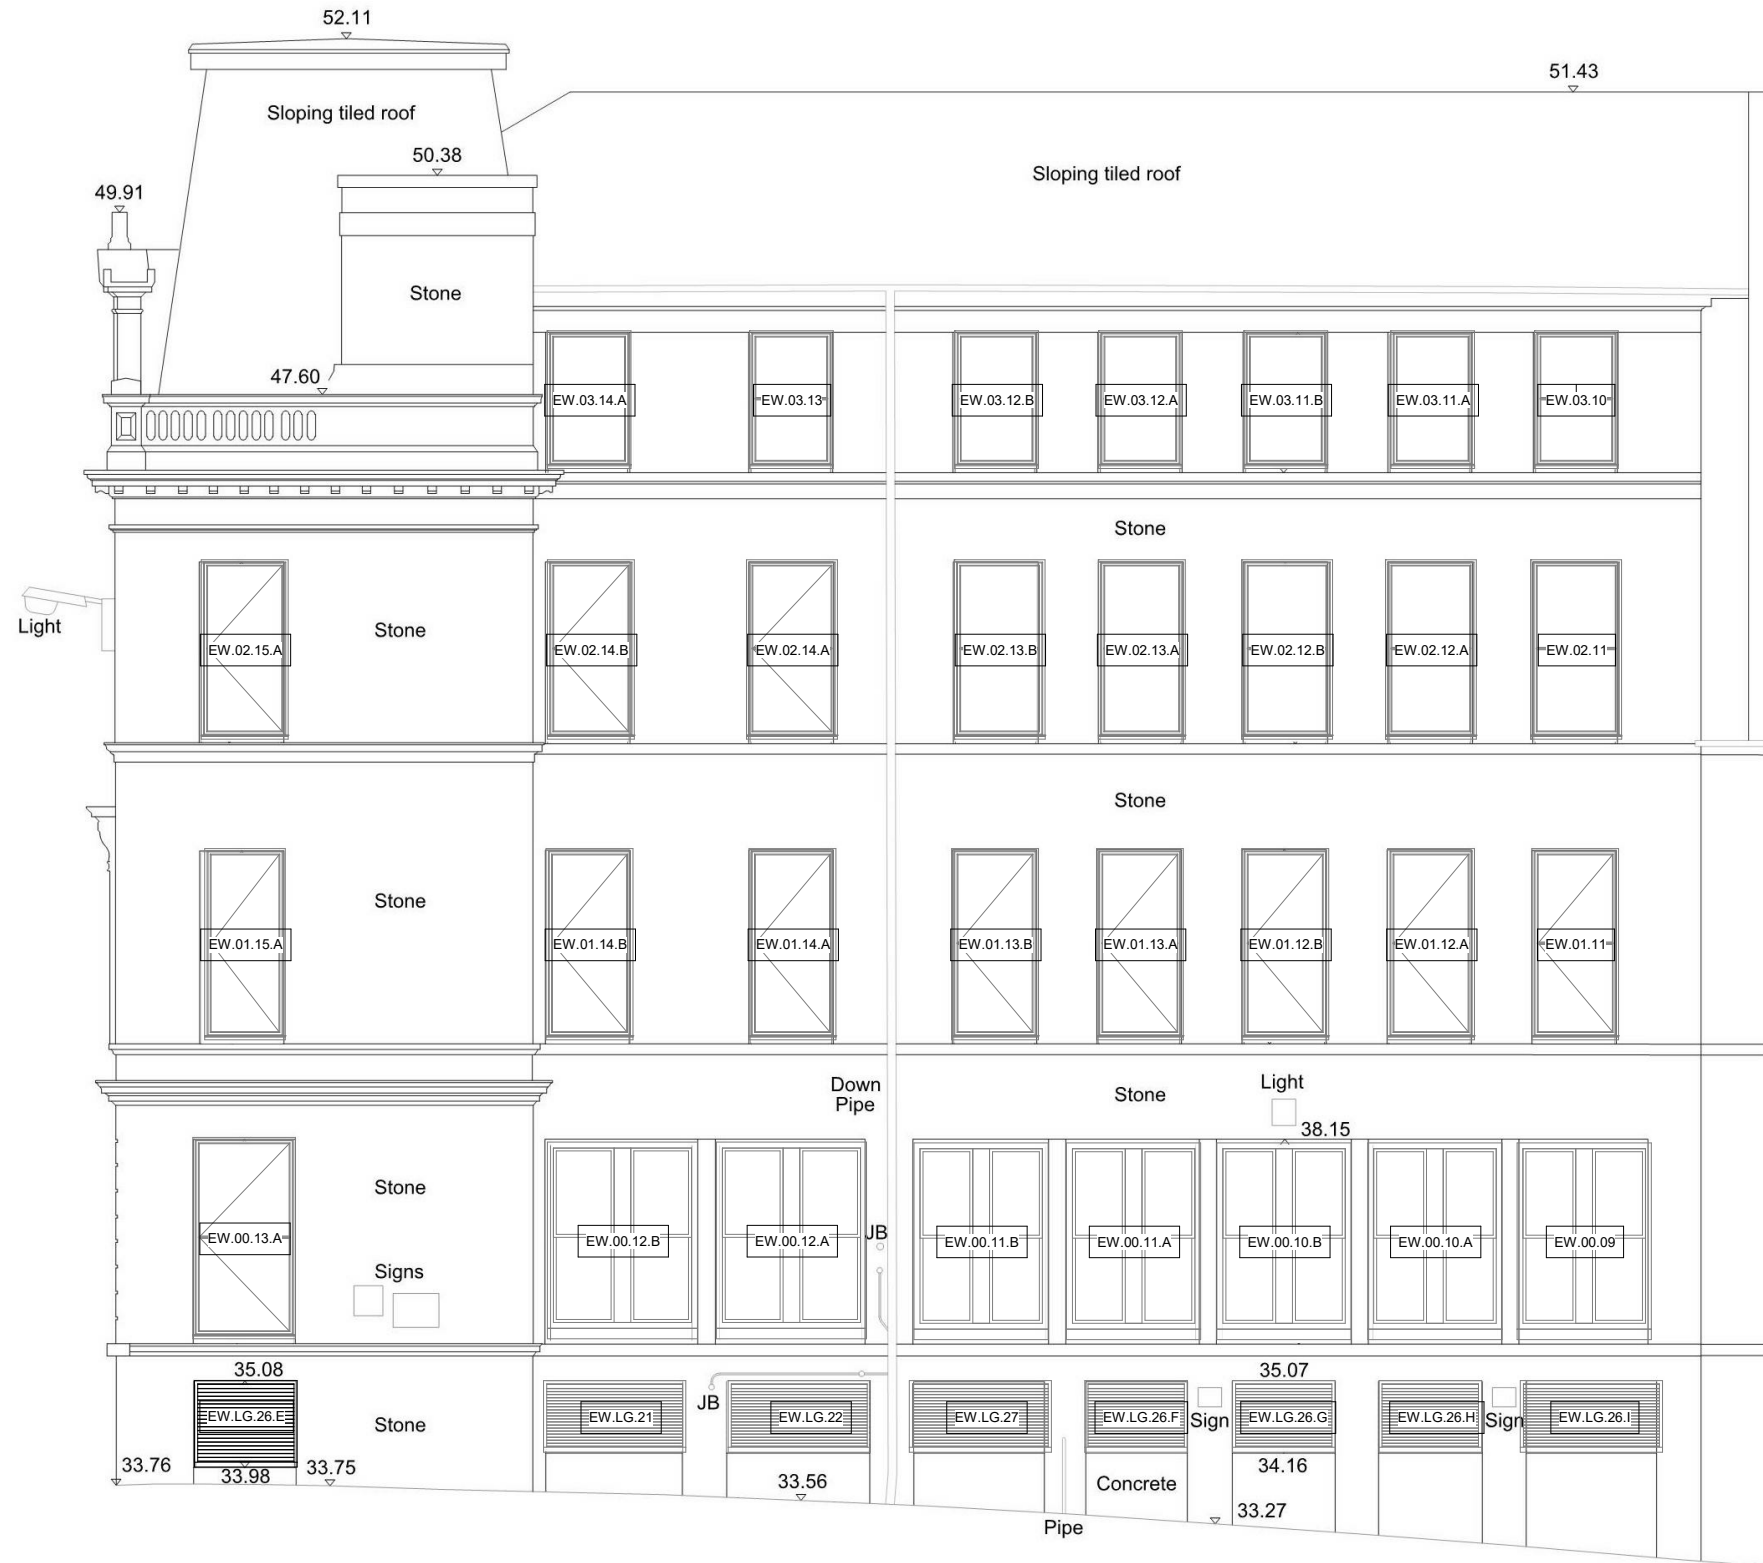 52.11
51.43
Sloping tiled roof
50.38
Sloping tiled roof
49.91
Stone
47.60
EW.03.14.A
EW.03.13
EW.03.12.B
EW.03.12.A
EW.03.11.B
EW.03.11.A
EW.03.10
Stone
Light
Stone
EW.02.15.A
EW.02.14.B
EW.02.14.A
EW.02.13.B
EW.02.13.A
EW.02.12.B
EW.02.12.A
EW.02.11
Stone
Stone
EW.01.15.A
EW.01.14.B
EW.01.14.A
EW.01.13.B
EW.01.13.A
EW.01.12.B
EW.01.12.A
EW.01.11
Down
Pipe
Stone
Light
38.15
Stone
EW.00.13.A
EW.00.12.B
EW.00.12.A
JB
EW.00.11.B
EW.00.11.A
EW.00.10.B
EW.00.10.A
EW.00.09
Signs
35.08
35.07
EW.LG.26.E
Stone
EW.LG.21
JB
EW.LG.22
EW.LG.27
EW.LG.26.F
Sign
EW.LG.26.G
EW.LG.26.H
Sign
EW.LG.26.I
33.76
33.98
33.75
33.56
Concrete
34.16
33.27
Pipe